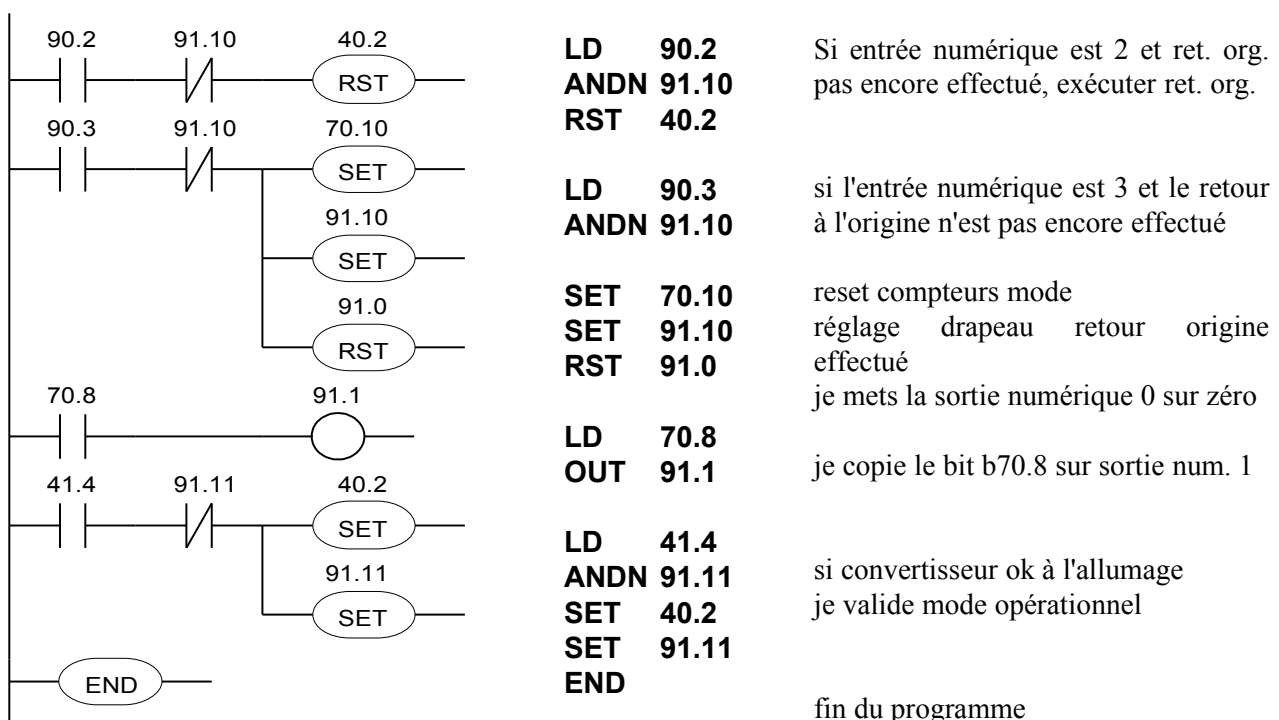 90.2 91.10 40.2
RST
90.3 91.10 70.10
SET
91.10
SET
91.0
RST
70.8 91.1
41.4 91.11 40.2
SET
91.11
SET
END
LD 90.2
ANDN 91.10
RST 40.2
LD 90.3
ANDN 91.10
SET 70.10
SET 91.10
RST 91.0
LD 70.8
OUT 91.1
LD 41.4
ANDN 91.11
SET 40.2
SET 91.11
END
Si entrée numérique est 2 et ret. org.
pas encore effectué, exécuter ret. org.
si l'entrée numérique est 3 et le retour
à l'origine n'est pas encore effectué
reset compteurs mode
réglage drapeau retour origine
effectué
je mets la sortie numérique 0 sur zéro
je copie le bit b70.8 sur sortie num. 1
si convertisseur ok à l'allumage
je valide mode opérationnel
fin du programme